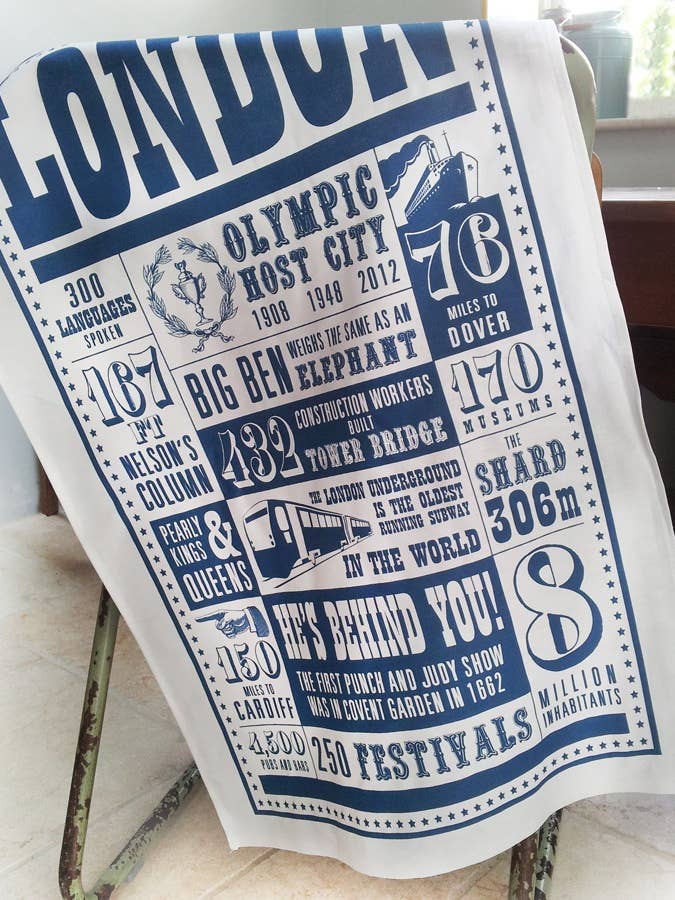 LONDON
OLYMPIC
HOST CITY
1908 1948 2012
76
MILES TO
DOVER
300
LANGUAGES
SPOKEN
BIG BEN
WEIGHS THE SAME AS AN
ELEPHANT
167
FT
NELSON'S
COLUMN
432
CONSTRUCTION WORKERS
BUILT
TOWER BRIDGE
170
MUSEUMS
THE
SHARD
306m
PEARLY
KINGS
&
QUEENS
THE LONDON UNDERGROUND
IS THE OLDEST
RUNNING SUBWAY
IN THE WORLD
HE'S BEHIND YOU!
THE FIRST PUNCH AND JUDY SHOW
WAS IN COVENT GARDEN IN 1662
8
MILLION
INHABITANTS
150
MILES TO
CARDIFF
4,500
PUBS AND BARS
250 FESTIVALS